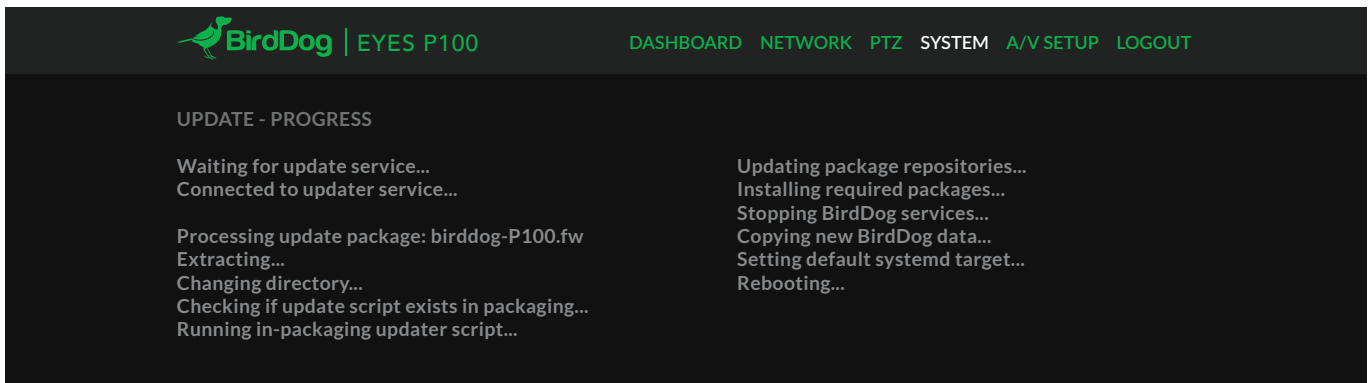 BirdDog | EYES P100
DASHBOARD NETWORK PTZ SYSTEM A/V SETUP LOGOUT
UPDATE - PROGRESS
Waiting for update service...
Connected to updater service...
Processing update package: birddog-P100.fw
Extracting...
Changing directory...
Checking if update script exists in packaging...
Running in-packaging updater script...
Updating package repositories...
Installing required packages...
Stopping BirdDog services...
Copying new BirdDog data...
Setting default systemd target...
Rebooting...